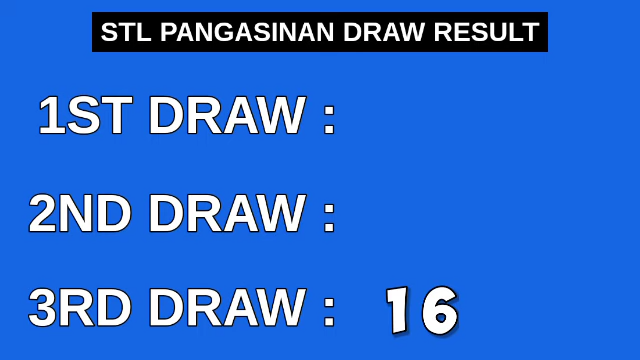 STL PANGASINAN DRAW RESULT
1ST DRAW :
2ND DRAW :
3RD DRAW : 16